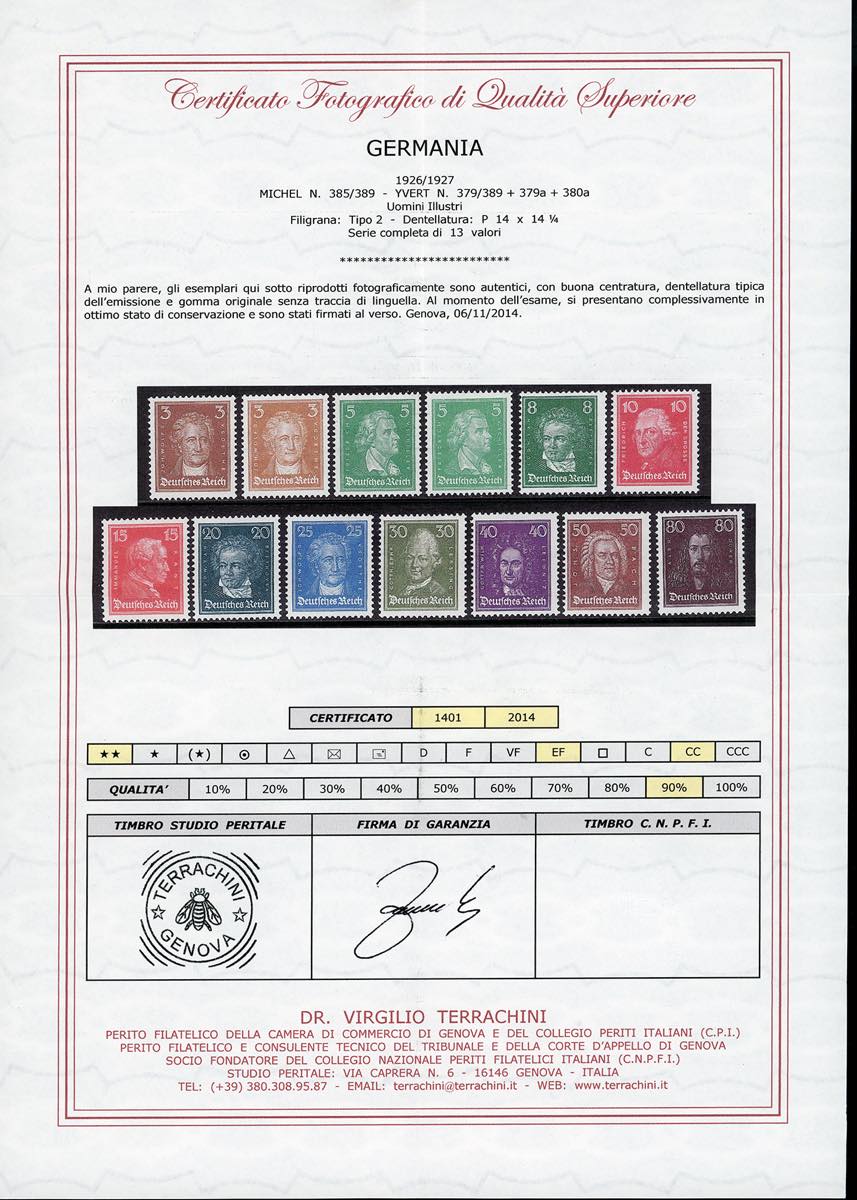 Certificato Fotografico di Qualità Superiore
GERMANIA
1926/1927
MICHEL N. 385/389 - YVERT N. 379/389 + 379a + 380a
Uomini Illustri
Filigrana: Tipo 2 - Dentellatura: P 14 x 14 ¼
Serie completa di 13 valori
*************************
A mio parere, gli esemplari qui sotto riprodotti fotograficamente sono autentici, con buona centratura, dentellatura tipica
dell'emissione e gomma originale senza traccia di linguella. Al momento dell'esame, si presentano complessivamente in
ottimo stato di conservazione e sono stati firmati al verso. Genova, 06/11/2014.
3 3 Deutsches Reich
3 3 Deutsches Reich
5 5 Deutsches Reich
5 5 Deutsches Reich
8 8 Deutsches Reich
10 10 FRIEDRICH DER GROSSE Deutsches Reich
15 15 IMMANUEL KANT Deutsches Reich
20 20 Deutsches Reich
25 25 Deutsches Reich
30 30 LESSING Deutsches Reich
40 40 Deutsches Reich
50 50 JOHS. BACH Deutsches Reich
80 80 Deutsches Reich
CERTIFICATO 1401 2014
★★ ★ (★) D F VF EF C CC CCC
QUALITA' 10% 20% 30% 40% 50% 60% 70% 80% 90% 100%
TIMBRO STUDIO PERITALE FIRMA DI GARANZIA TIMBRO C. N. P. F. I.
TERRACHINI
GENOVA
DR. VIRGILIO TERRACHINI
PERITO FILATELICO DELLA CAMERA DI COMMERCIO DI GENOVA E DEL COLLEGIO PERITI ITALIANI (C.P.I.)
PERITO FILATELICO E CONSULENTE TECNICO DEL TRIBUNALE E DELLA CORTE D'APPELLO DI GENOVA
SOCIO FONDATORE DEL COLLEGIO NAZIONALE PERITI FILATELICI ITALIANI (C.N.P.F.I.)
STUDIO PERITALE: VIA CAPRERA N. 6 - 16146 GENOVA - ITALIA
TEL: (+39) 380.308.95.87 - EMAIL: terrachini@terrachini.it - WEB: www.terrachini.it